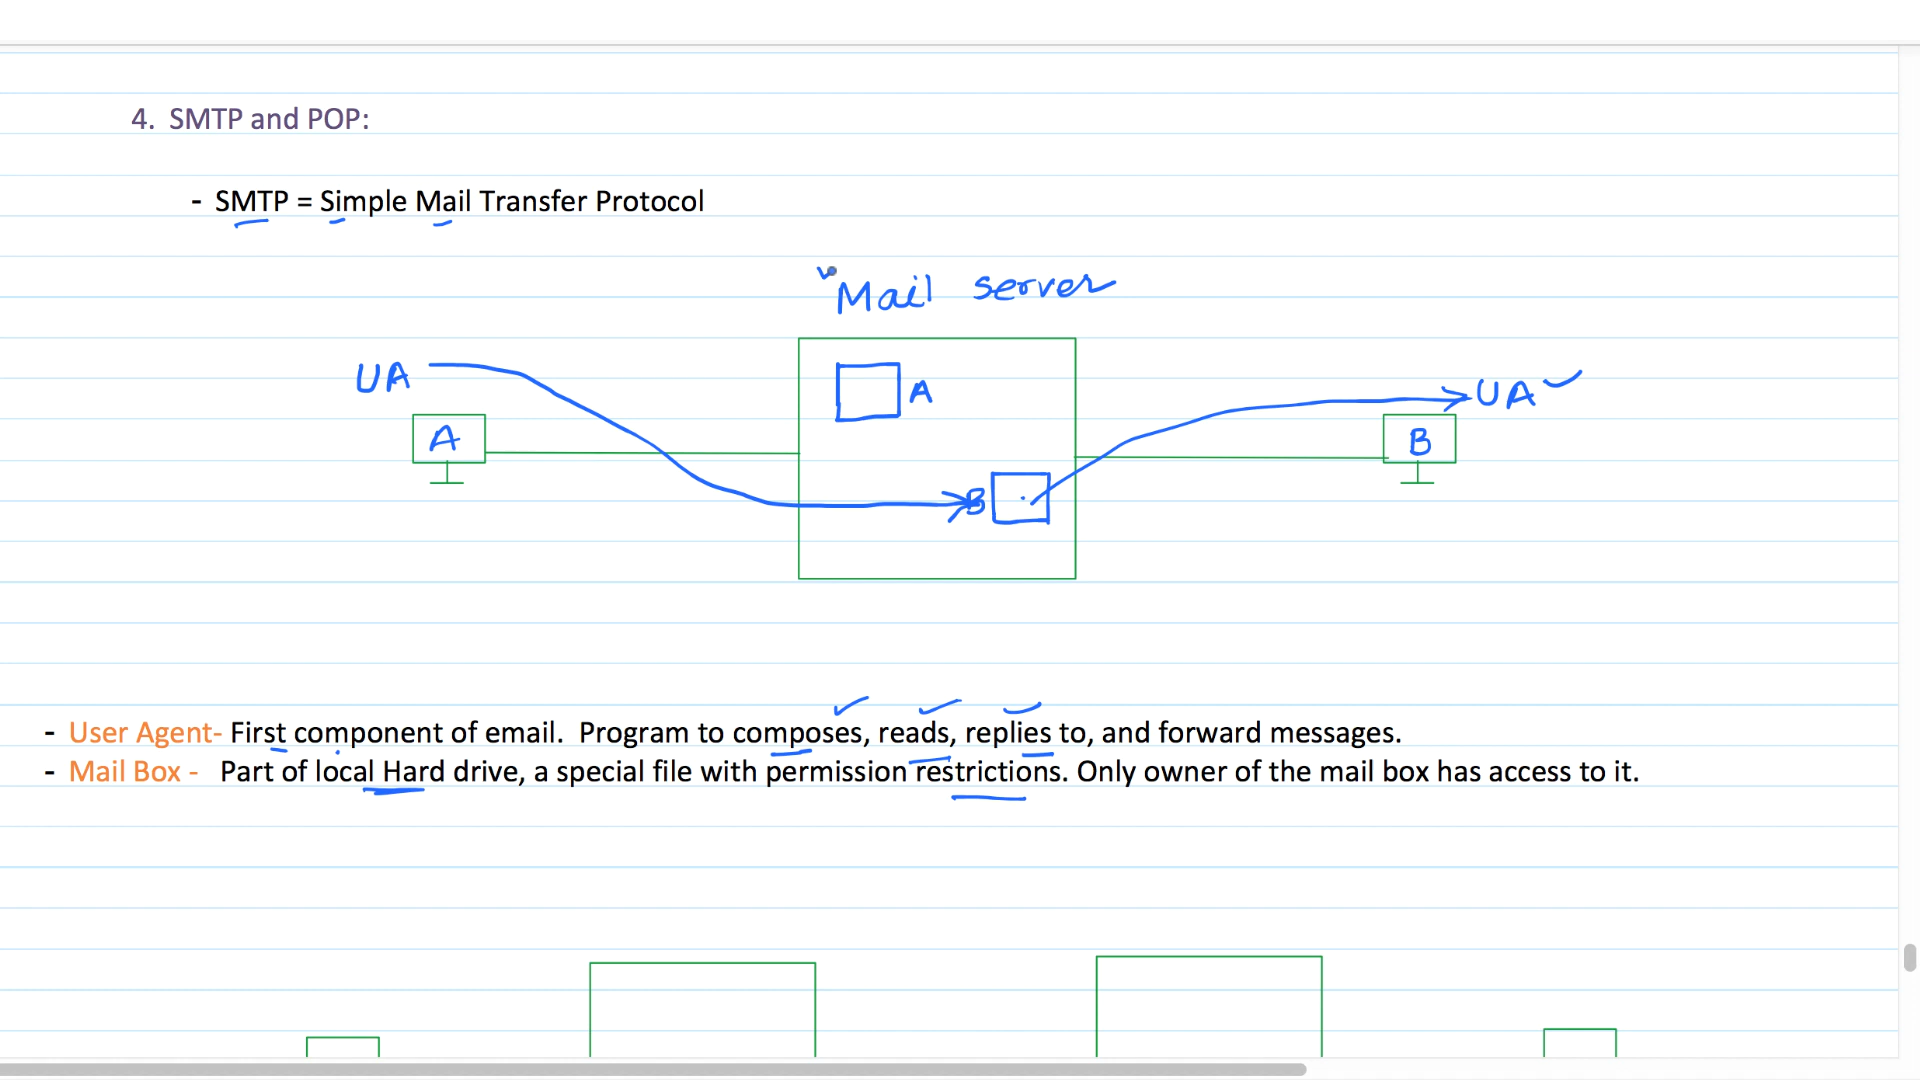 4. SMTP and POP:
- SMTP = Simple Mail Transfer Protocol
Mail server
UA
A
UA
A
B
B
- User Agent- First component of email. Program to composes, reads, replies to, and forward messages.
- Mail Box - Part of local Hard drive, a special file with permission restrictions. Only owner of the mail box has access to it.